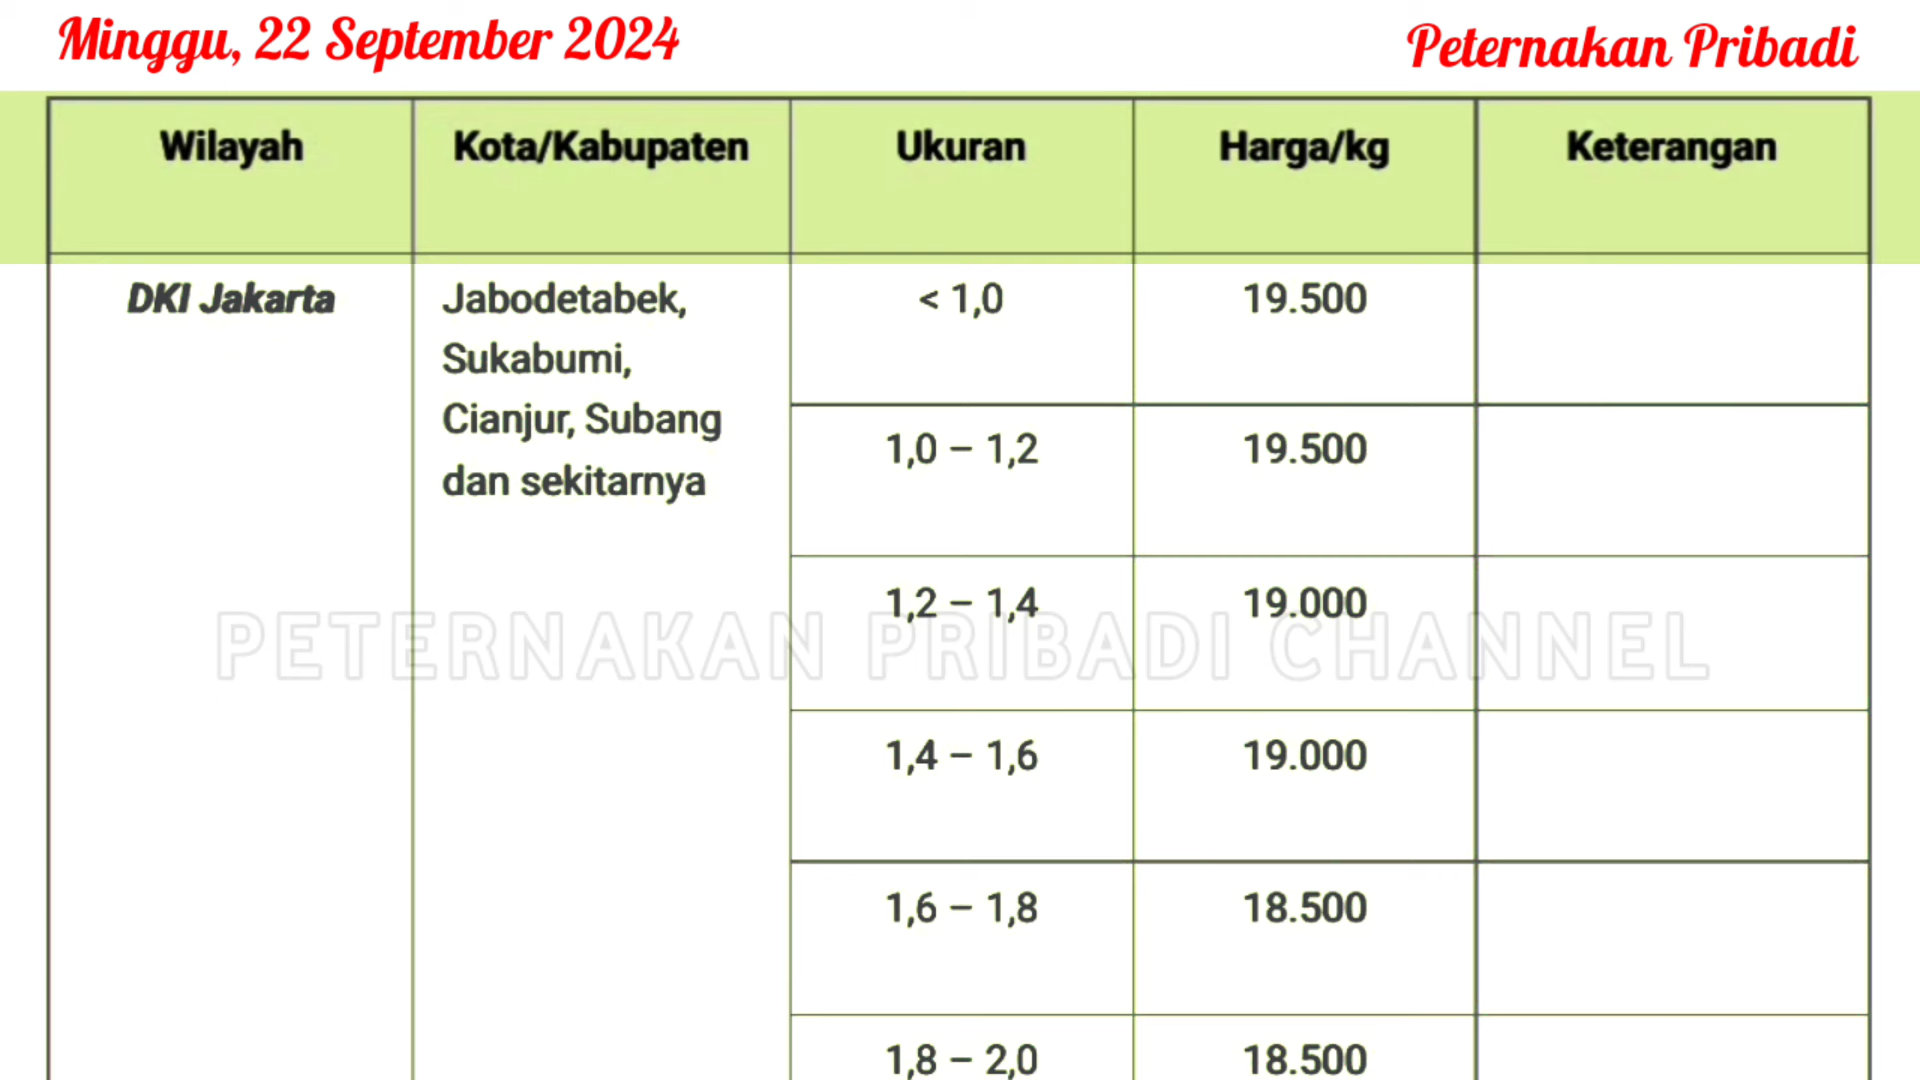 Minggu, 22 September 2024
Peternakan Pribadi
Wilayah Kota/Kabupaten Ukuran Harga/kg Keterangan
DKI Jakarta Jabodetabek, < 1,0 19.500
Sukabumi,
Cianjur, Subang
1,0 – 1,2 19.500
dan sekitarnya
1,2 – 1,4 19.000
PETERNAKAN PRIBADI CHANNEL
1,4 – 1,6 19.000
1,6 – 1,8 18.500
1,8 – 2,0 18.500